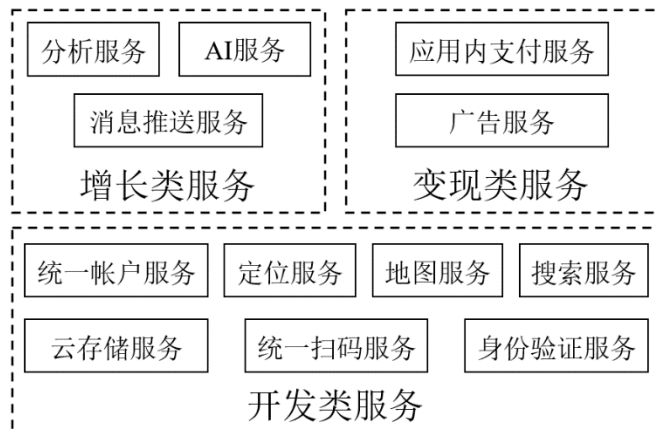 分析服务 AI服务
消息推送服务
增长类服务
应用内支付服务
广告服务
变现类服务
统一帐户服务 定位服务 地图服务 搜索服务
云存储服务 统一扫码服务 身份验证服务
开发类服务